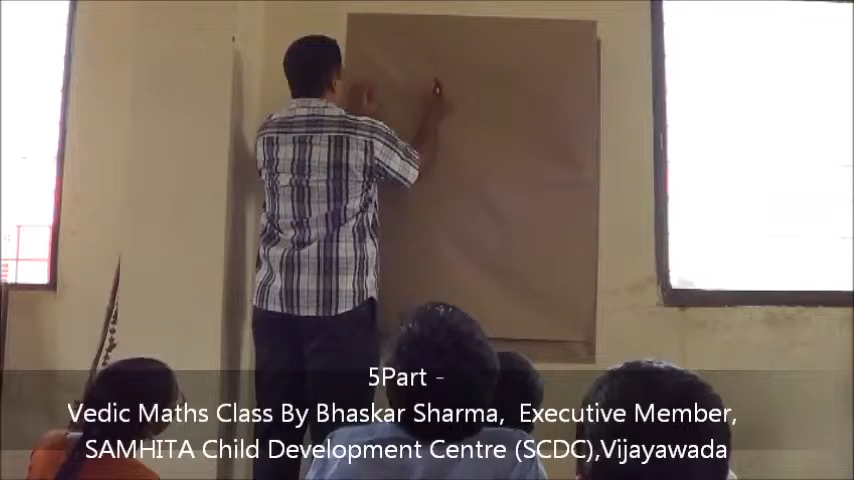 5Part -
Vedic Maths Class By Bhaskar Sharma, Executive Member,
SAMHITA Child Development Centre (SCDC),Vijayawada